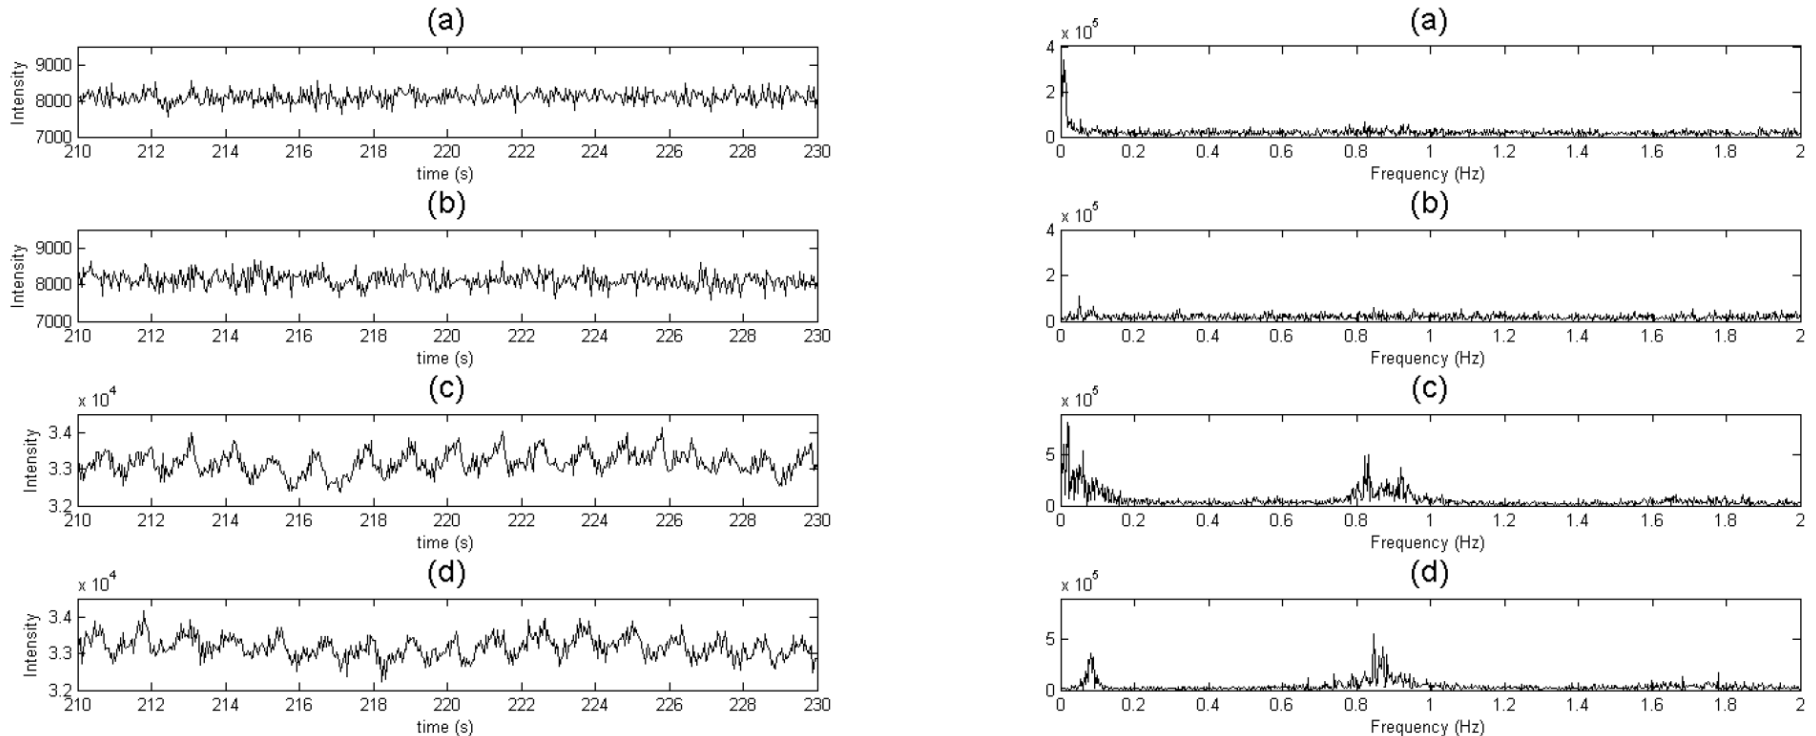 (a)
Intensity
9000
8000
7000
210 212 214 216 218 220 222 224 226 228 230
time (s)
(b)
Intensity
9000
8000
7000
210 212 214 216 218 220 222 224 226 228 230
time (s)
(c)
x 10^4
Intensity
3.4
3.3
3.2
210 212 214 216 218 220 222 224 226 228 230
time (s)
(d)
x 10^4
Intensity
3.4
3.3
3.2
210 212 214 216 218 220 222 224 226 228 230
time (s)
(a)
x 10^5
4
2
0
0 0.2 0.4 0.6 0.8 1 1.2 1.4 1.6 1.8 2
Frequency (Hz)
(b)
x 10^5
4
2
0
0 0.2 0.4 0.6 0.8 1 1.2 1.4 1.6 1.8 2
Frequency (Hz)
(c)
x 10^5
5
0
0 0.2 0.4 0.6 0.8 1 1.2 1.4 1.6 1.8 2
Frequency (Hz)
(d)
x 10^5
5
0
0 0.2 0.4 0.6 0.8 1 1.2 1.4 1.6 1.8 2
Frequency (Hz)